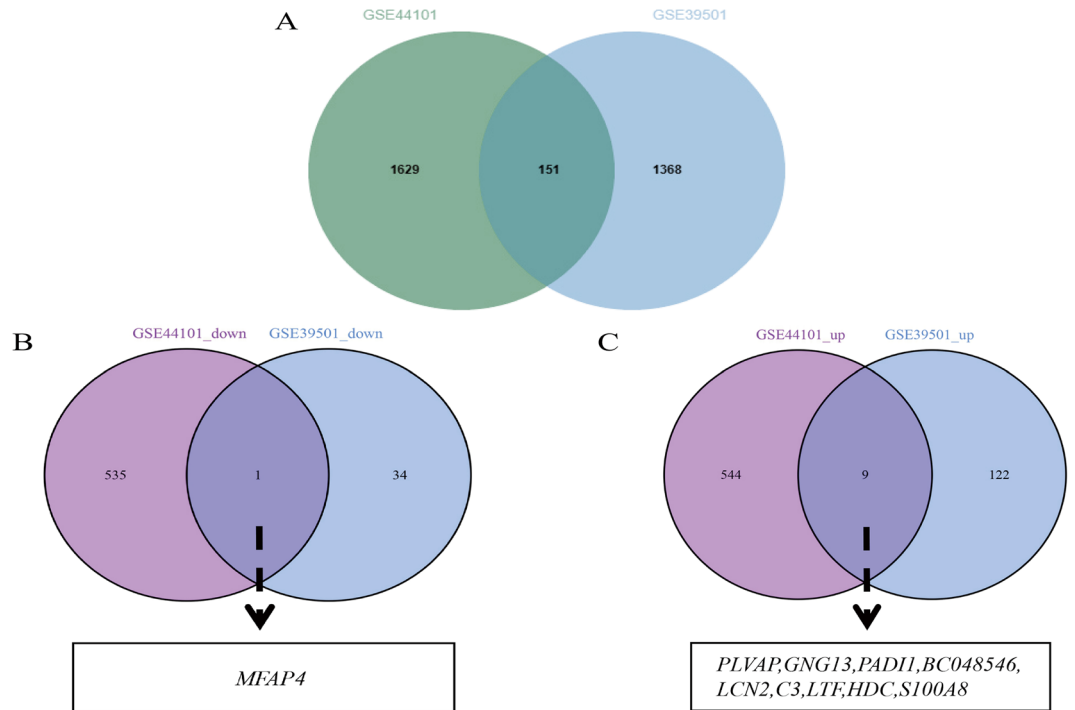 A
GSE44101
GSE39501
1629
151
1368
B
GSE44101_down
GSE39501_down
535
1
34
MFAP4
C
GSE44101_up
GSE39501_up
544
9
122
PLVAP,GNG13,PADI1,BC048546,
LCN2,C3,LTF,HDC,S100A8